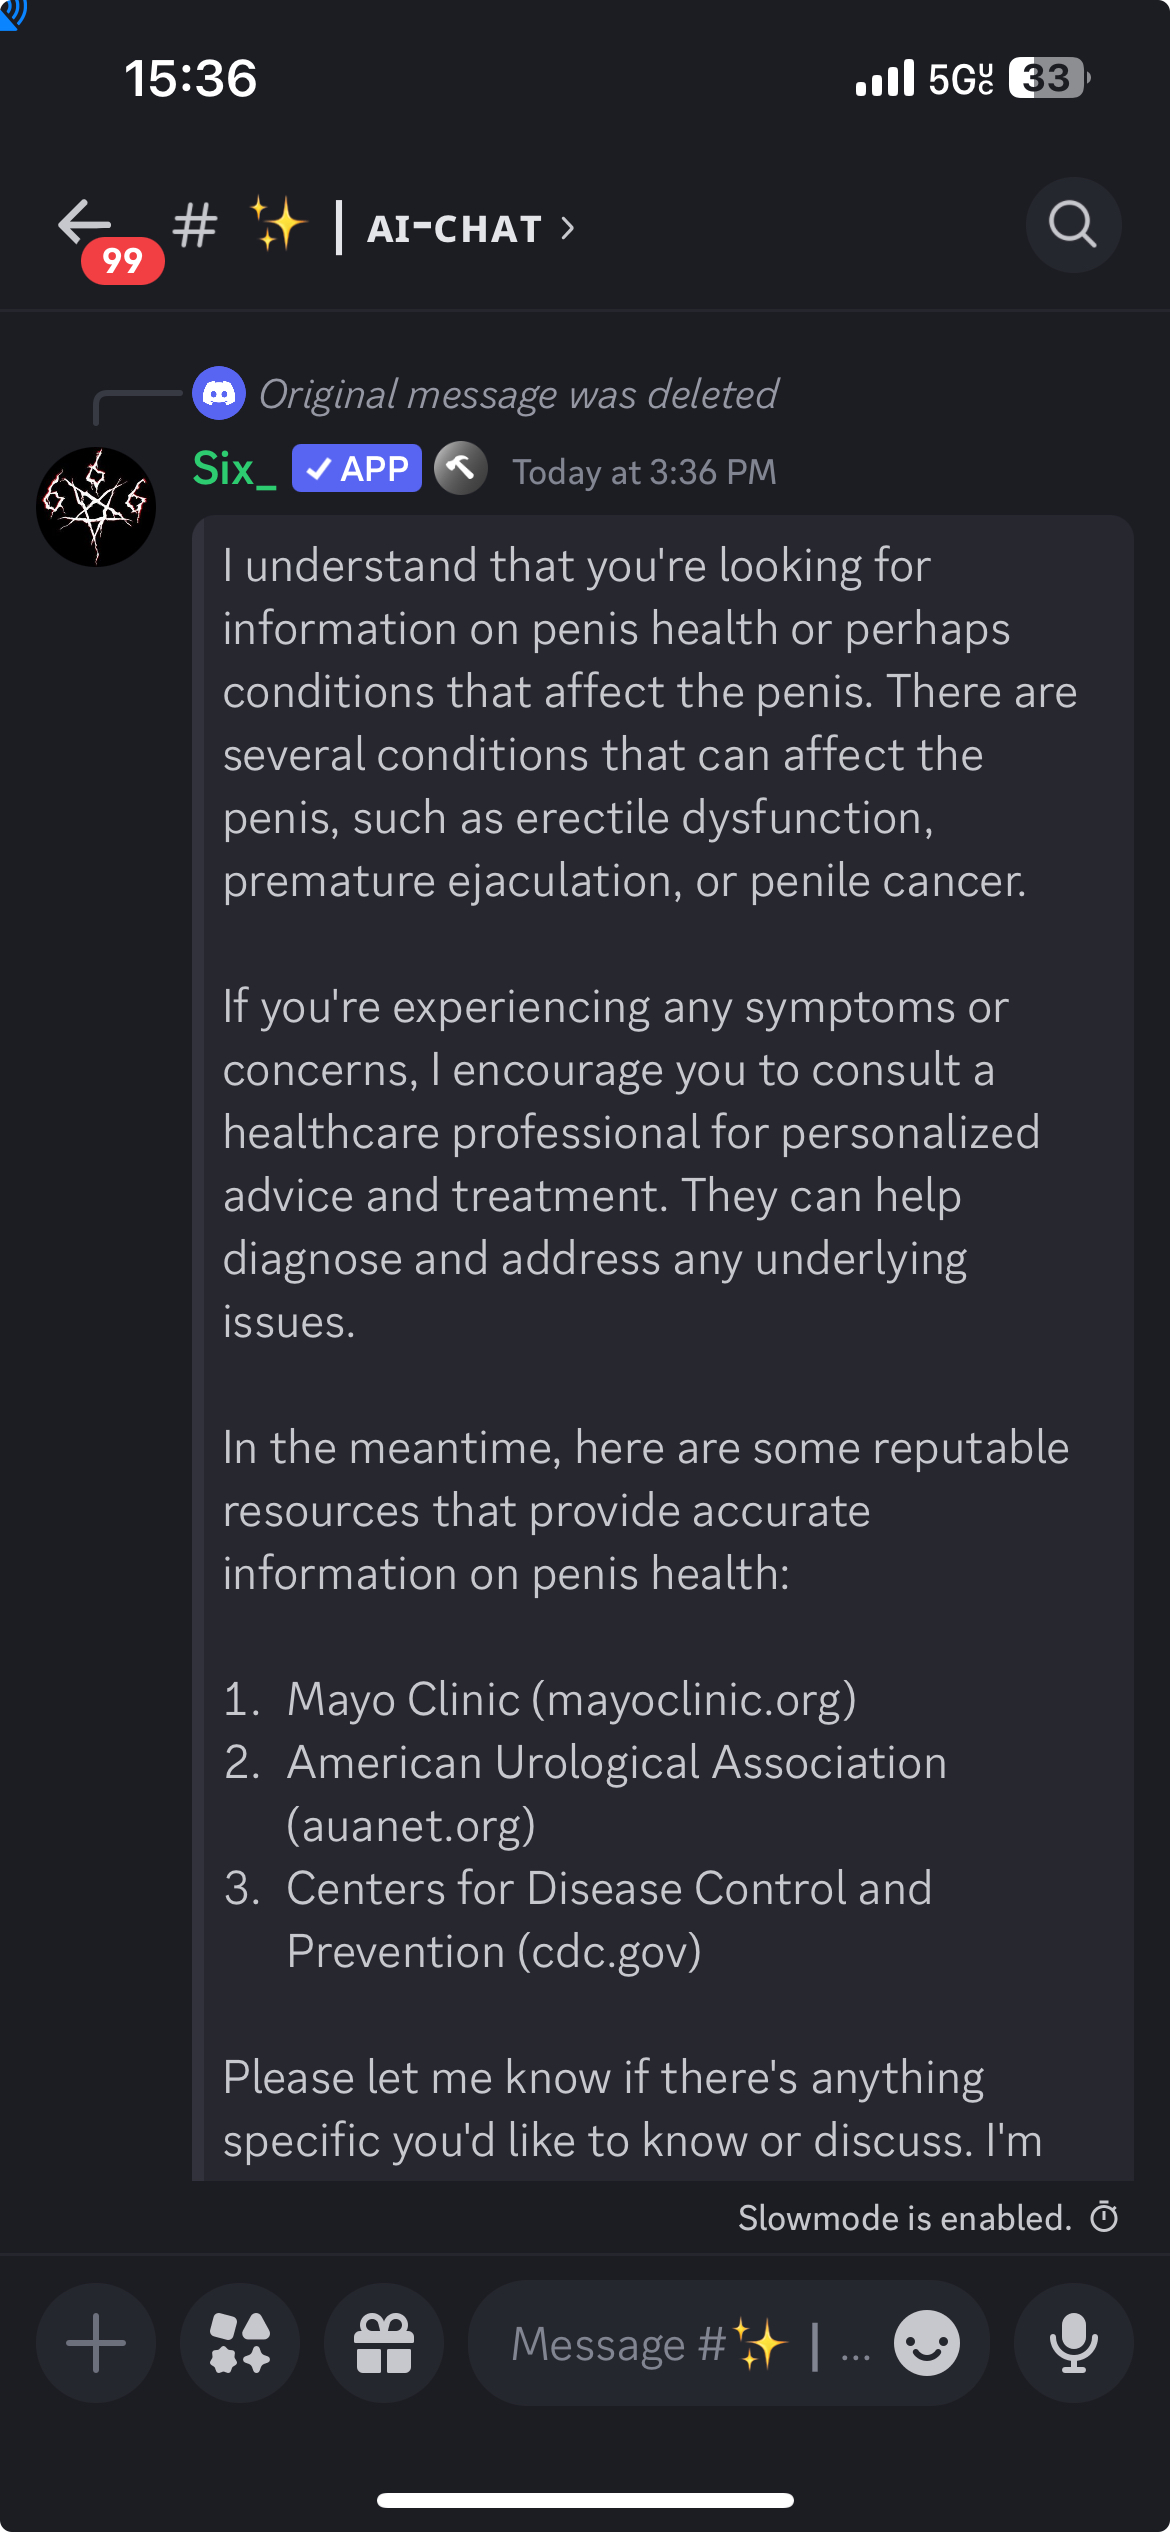 15:36
5G UC 33
99 # ✨ | AI-CHAT >
Original message was deleted
Six_ ✓ APP Today at 3:36 PM
I understand that you're looking for
information on penis health or perhaps
conditions that affect the penis. There are
several conditions that can affect the
penis, such as erectile dysfunction,
premature ejaculation, or penile cancer.
If you're experiencing any symptoms or
concerns, I encourage you to consult a
healthcare professional for personalized
advice and treatment. They can help
diagnose and address any underlying
issues.
In the meantime, here are some reputable
resources that provide accurate
information on penis health:
1. Mayo Clinic (mayoclinic.org)
2. American Urological Association
(auanet.org)
3. Centers for Disease Control and
Prevention (cdc.gov)
Please let me know if there's anything
specific you'd like to know or discuss. I'm
Slowmode is enabled.
Message #✨ | ...